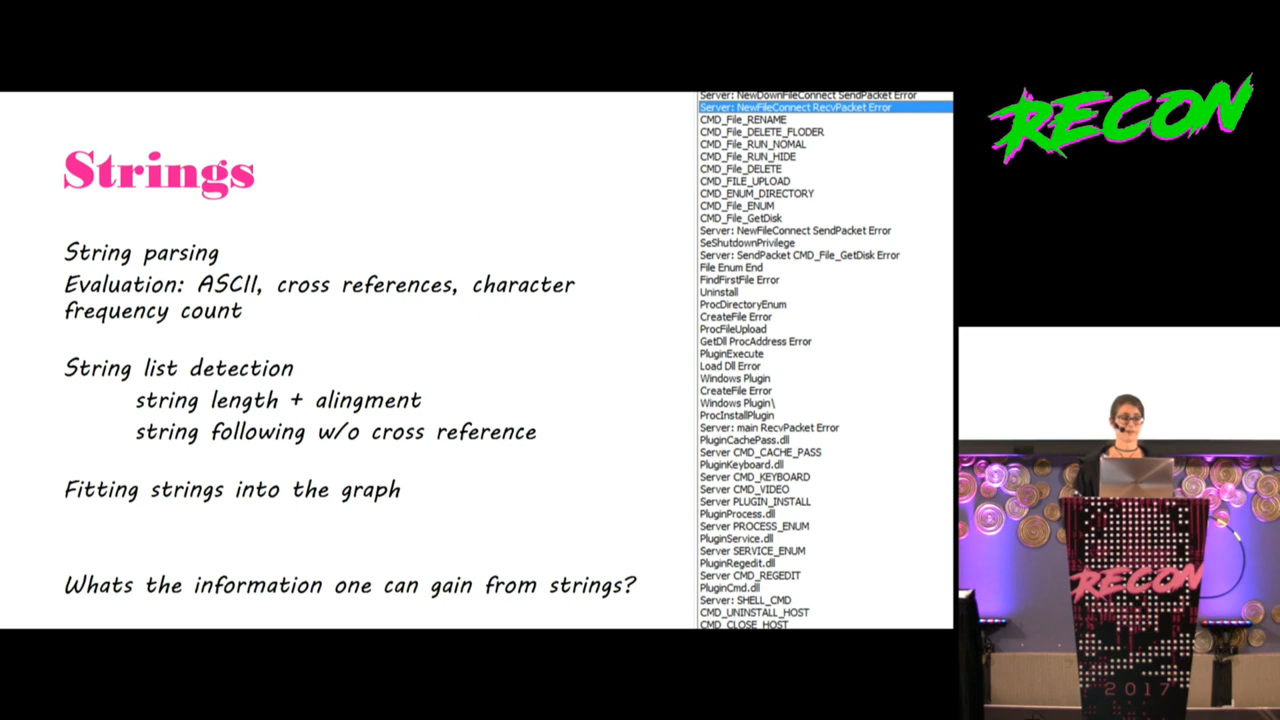 Strings
String parsing
Evaluation: ASCII, cross references, character
frequency count
String list detection
string length + alingment
string following w/o cross reference
Fitting strings into the graph
Whats the information one can gain from strings?
Server: NewDownFileConnect SendPacket Error
Server: NewFileConnect RecvPacket Error
CMD_File_RENAME
CMD_File_DELETE_FLODER
CMD_File_RUN_NOMAL
CMD_File_RUN_HIDE
CMD_File_DELETE
CMD_FILE_UPLOAD
CMD_ENUM_DIRECTORY
CMD_File_ENUM
CMD_File_GetDisk
Server: NewFileConnect SendPacket Error
SeShutdownPrivilege
Server: SendPacket CMD_File_GetDisk Error
File Enum End
FindFirstFile Error
Uninstall
ProcDirectoryEnum
CreateFile Error
ProcFileUpload
GetDll ProcAddress Error
PluginExecute
Load Dll Error
Windows Plugin
CreateFile Error
Windows Plugin\
ProcInstallPlugin
Server: main RecvPacket Error
PluginCachePass.dll
Server CMD_CACHE_PASS
PluginKeyboard.dll
Server CMD_KEYBOARD
Server CMD_VIDEO
Server PLUGIN_INSTALL
PluginProcess.dll
Server PROCESS_ENUM
PluginService.dll
Server SERVICE_ENUM
PluginRegedit.dll
Server CMD_REGEDIT
PluginCmd.dll
Server: SHELL_CMD
CMD_UNINSTALL_HOST
CMD_CLOSE_HOST
RECON
RECON
2017